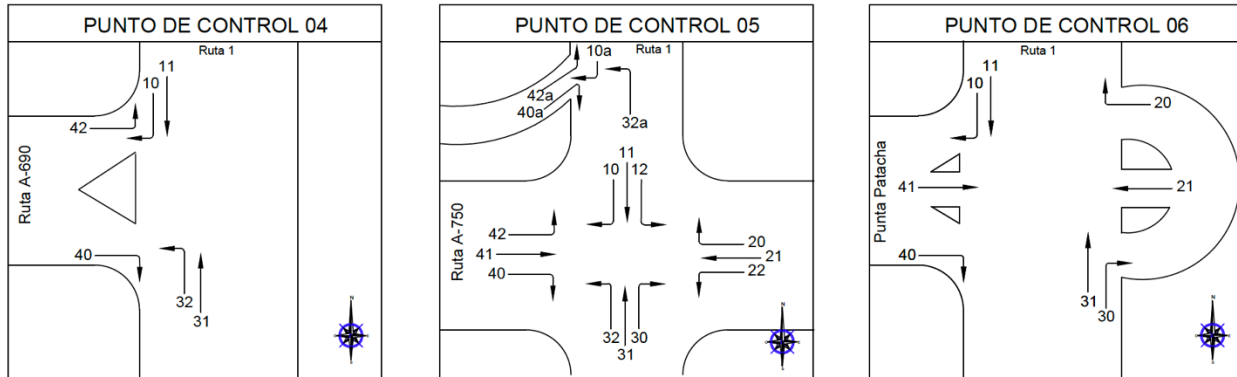 PUNTO DE CONTROL 04
Ruta 1
11
10
42
Ruta A-690
40
32
31
N
PUNTO DE CONTROL 05
Ruta 1
10a
42a
40a
32a
11
10
12
42
41
40
Ruta A-750
20
21
22
32
30
31
N
PUNTO DE CONTROL 06
Ruta 1
11
10
20
41
21
Punta Patacha
40
31
30
N